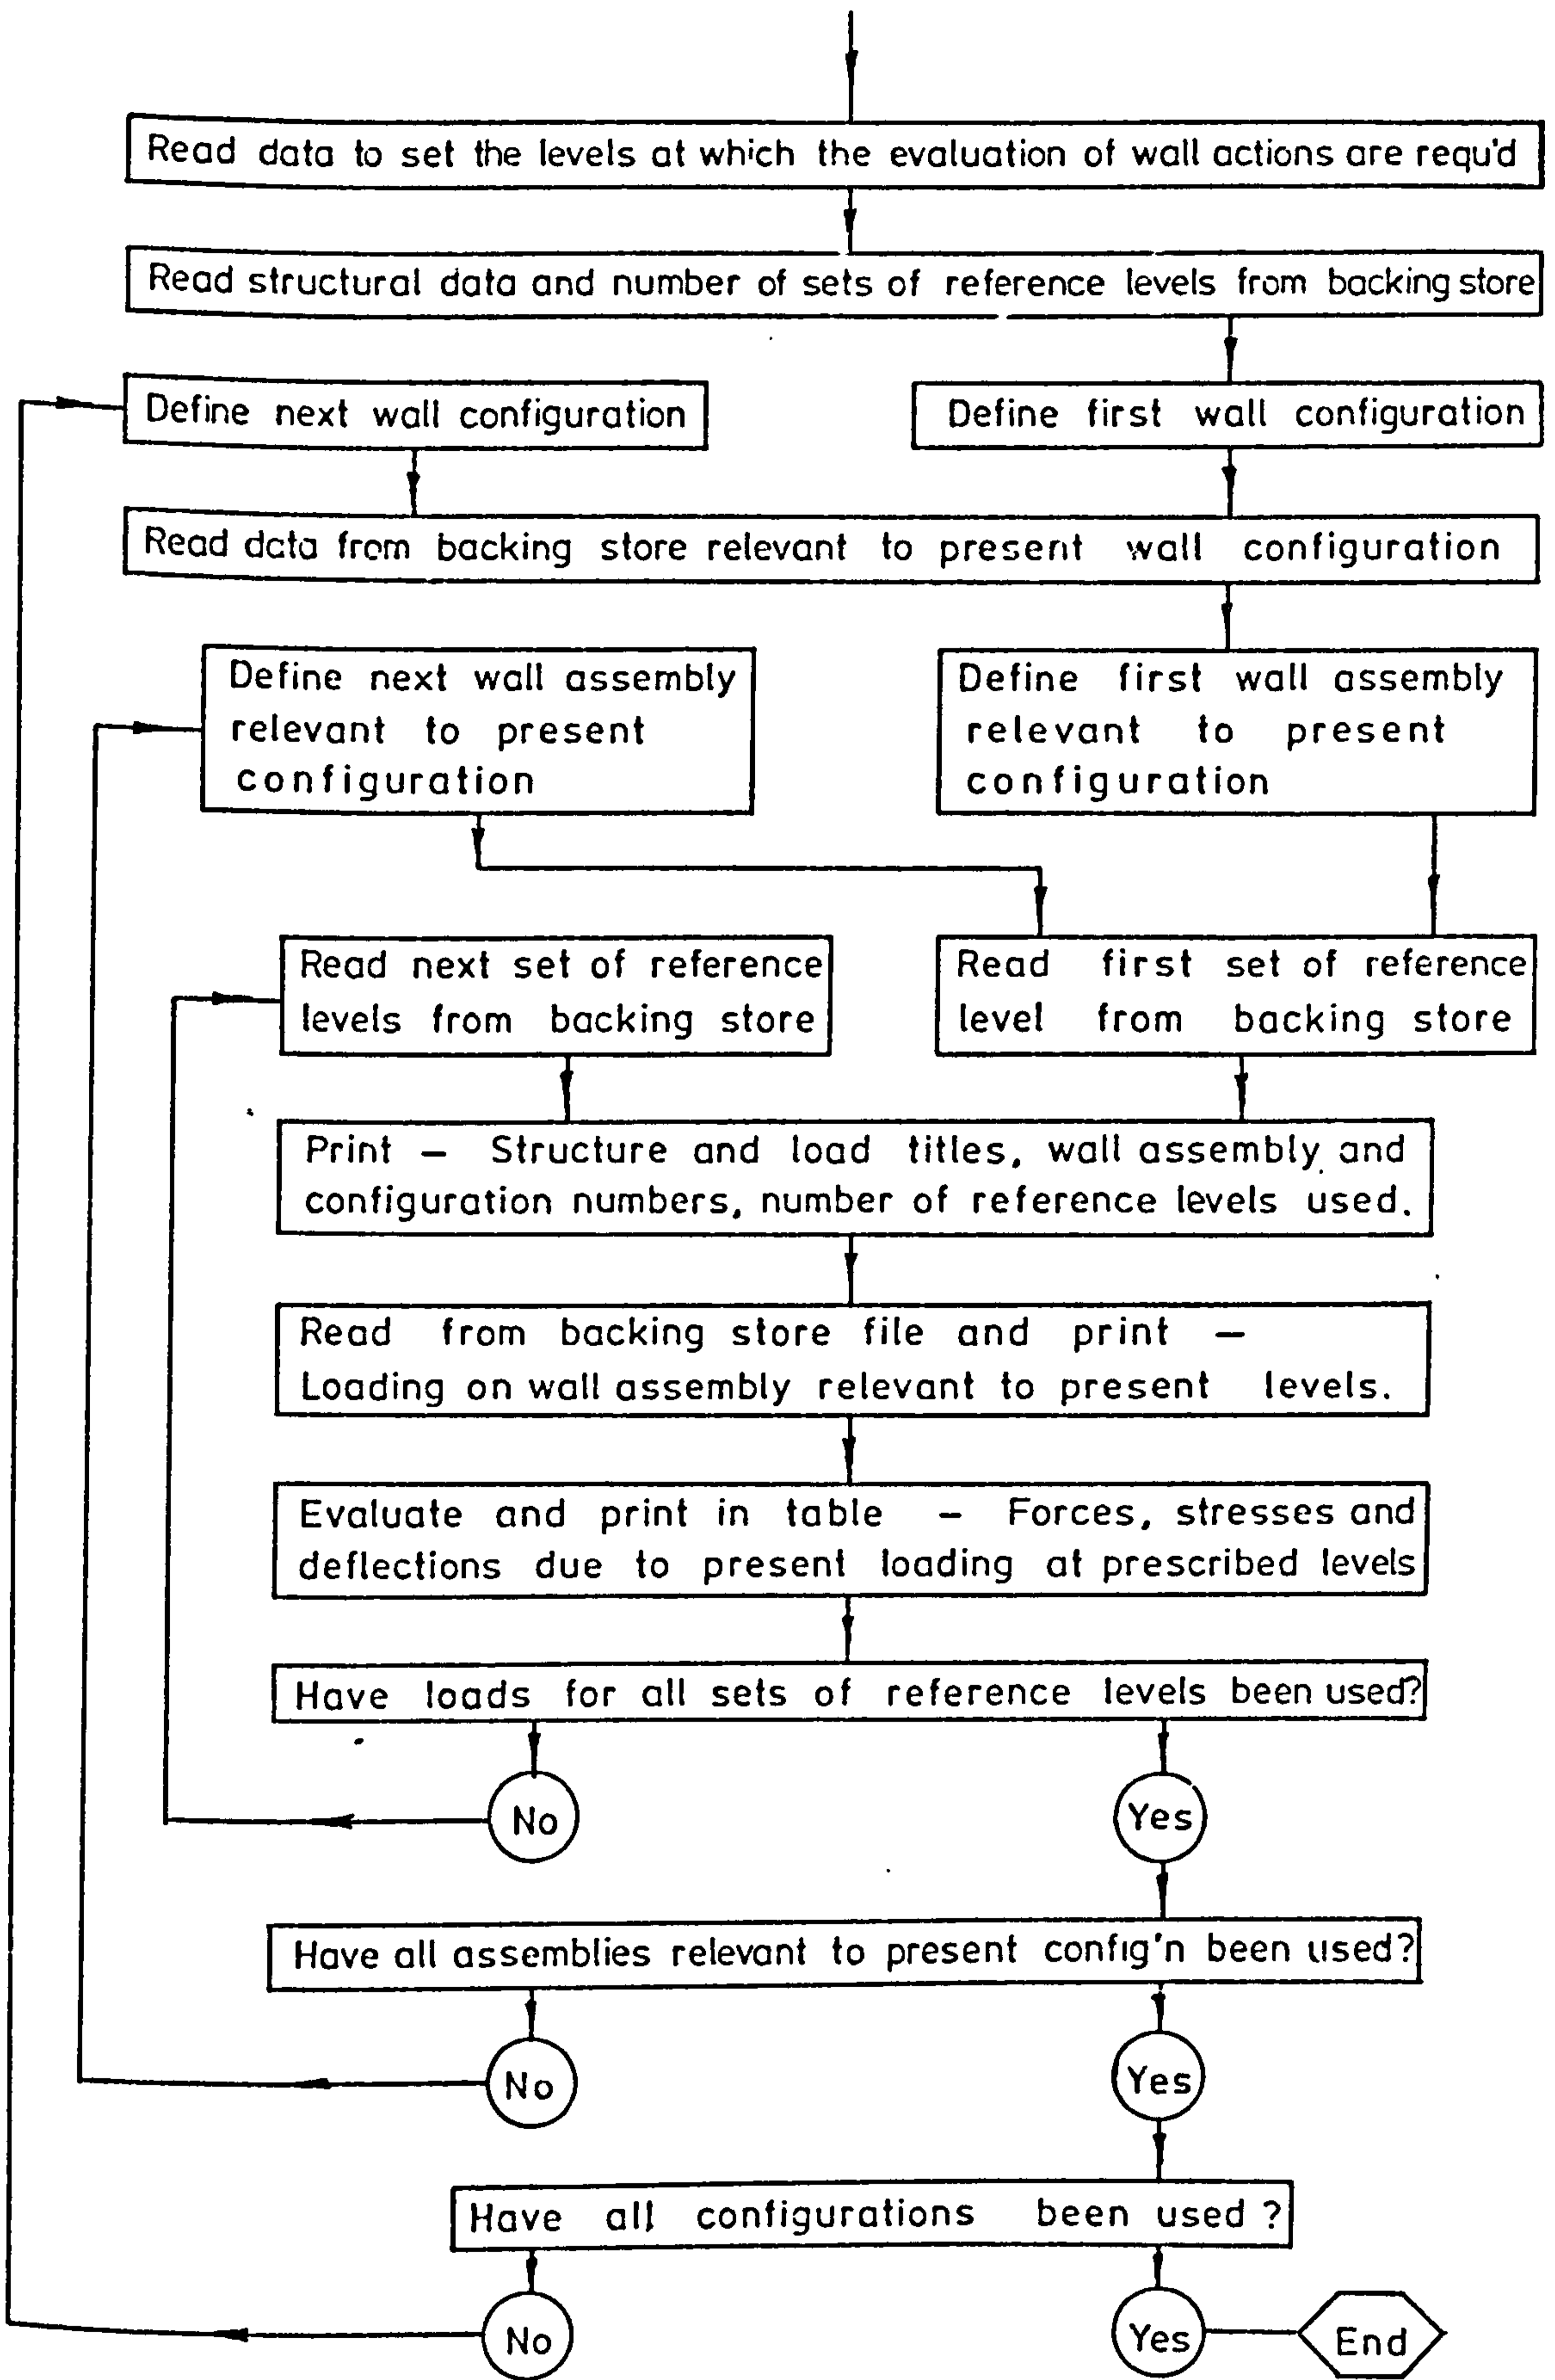 Read data to set the levels at which the evaluation of wall actions are requ'd
Read structural data and number of sets of reference levels from backing store
Define next wall configuration
Define first wall configuration
Read data from backing store relevant to present wall configuration
Define next wall assembly
relevant to present
configuration
Define first wall assembly
relevant to present
configuration
Read next set of reference
levels from backing store
Read first set of reference
level from backing store
Print – Structure and load titles, wall assembly and
configuration numbers, number of reference levels used.
Read from backing store file and print –
Loading on wall assembly relevant to present levels.
Evaluate and print in table – Forces, stresses and
deflections due to present loading at prescribed levels
Have loads for all sets of reference levels been used?
No
Yes
Have all assemblies relevant to present config'n been used?
No
Yes
Have all configurations been used ?
No
Yes
End